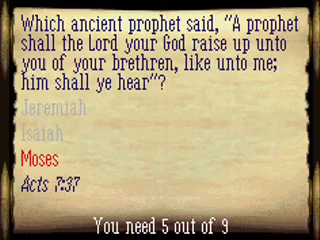 Which ancient prophet said, "A prophet
shall the Lord your God raise up unto
you of your brethren, like unto me;
him shall ye hear"?
Jeremiah
Isaiah
Moses
Acts 7:37
You need 5 out of 9